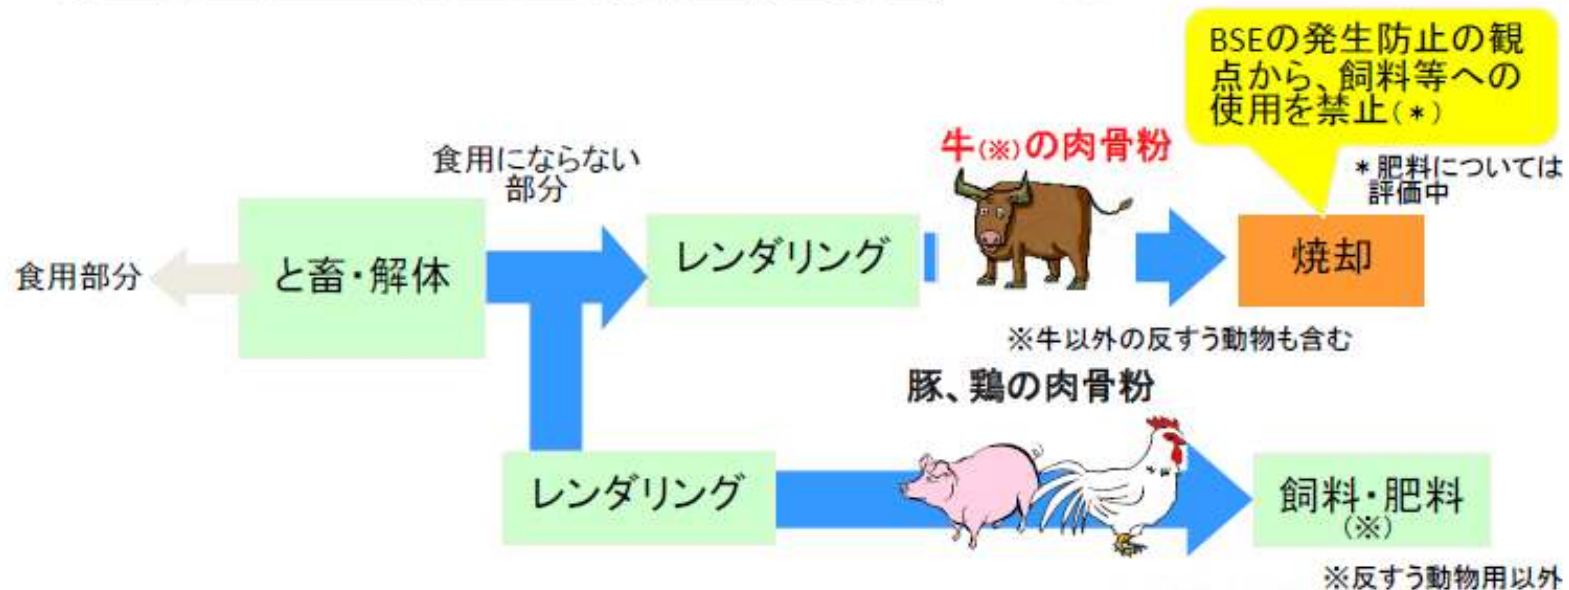 BSEの発生防止の観
点から、飼料等への
使用を禁止(＊)
＊肥料については
評価中
牛(※)の肉骨粉
食用にならない
部分
食用部分
と畜・解体
レンダリング
焼却
※牛以外の反すう動物も含む
豚、鶏の肉骨粉
レンダリング
飼料・肥料
(※)
※反すう動物用以外